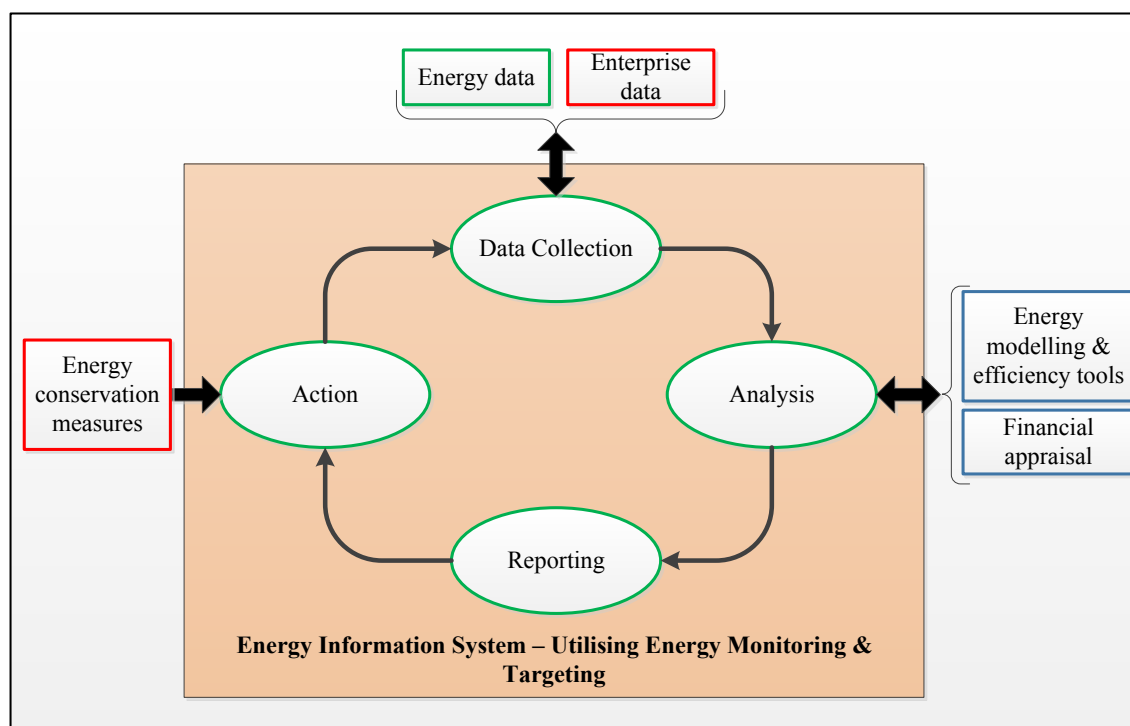 Energy data
Enterprise
data
Data Collection
Energy
conservation
measures
Action
Analysis
Energy
modelling &
efficiency tools
Financial
appraisal
Reporting
Energy Information System – Utilising Energy Monitoring &
Targeting